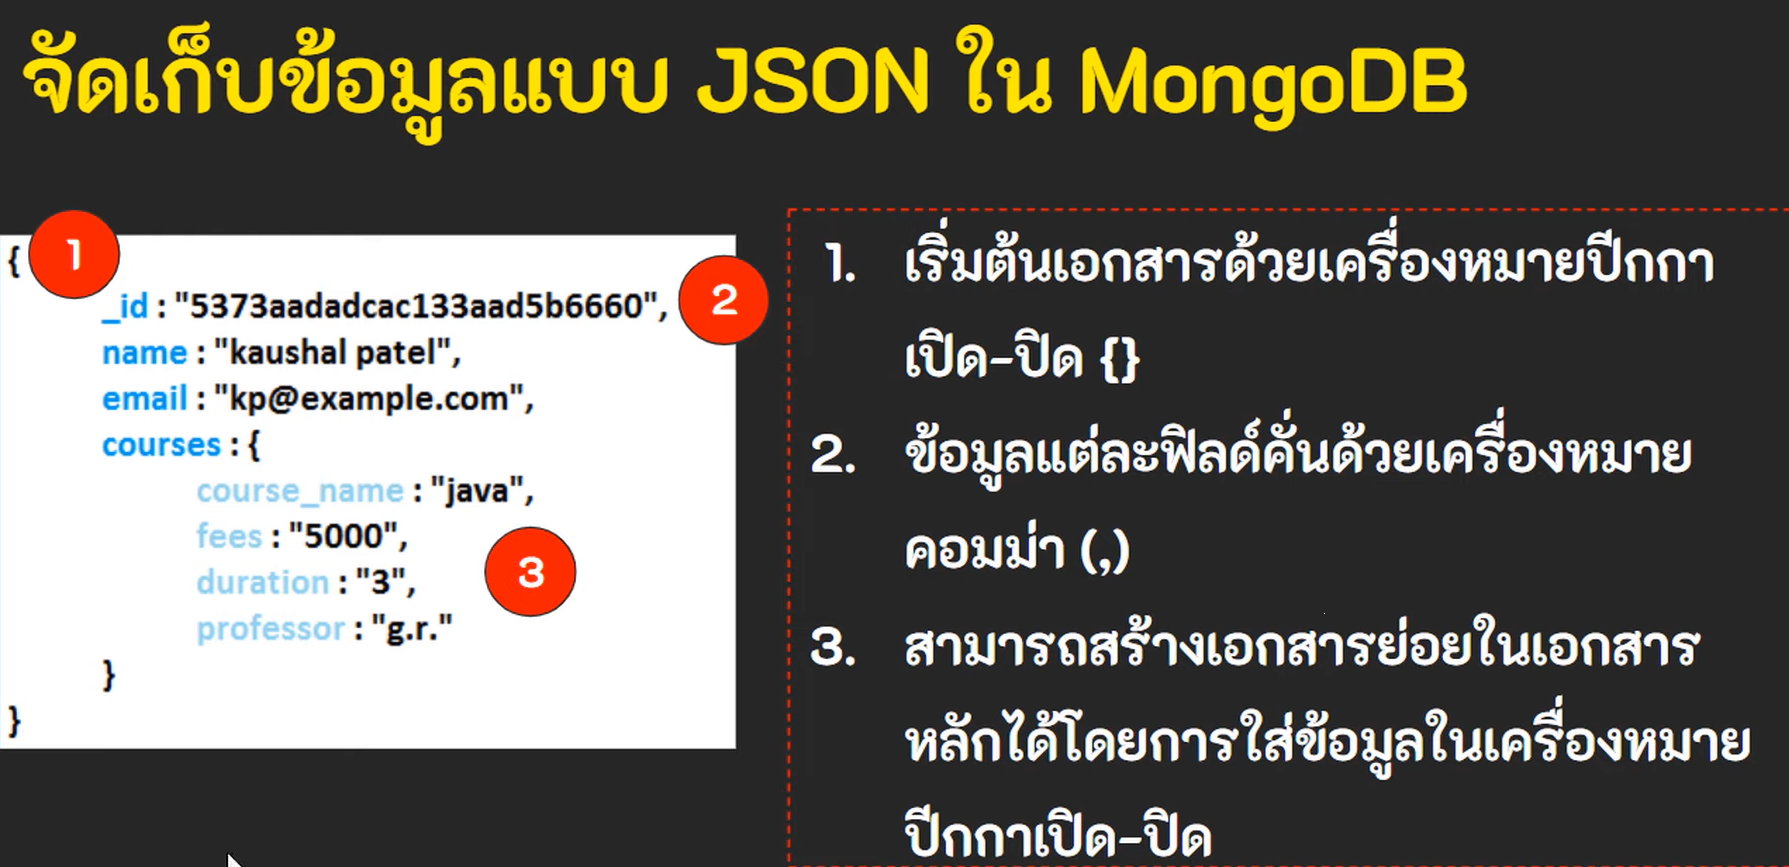 จัดเก็บข้อมูลแบบ JSON ใน MongoDB
{
1
_id : "5373aadadcac133aad5b6660",
2
name : "kaushal patel",
email : "kp@example.com",
courses : {
course_name : "java",
fees : "5000",
3
duration : "3",
professor : "g.r."
}
}
1. เริ่มต้นเอกสารด้วยเครื่องหมายปีกกา
เปิด-ปิด {}
2. ข้อมูลแต่ละฟิลด์คั่นด้วยเครื่องหมาย
คอมม่า (,)
3. สามารถสร้างเอกสารย่อยในเอกสาร
หลักได้โดยการใส่ข้อมูลในเครื่องหมาย
ปีกกาเปิด-ปิด